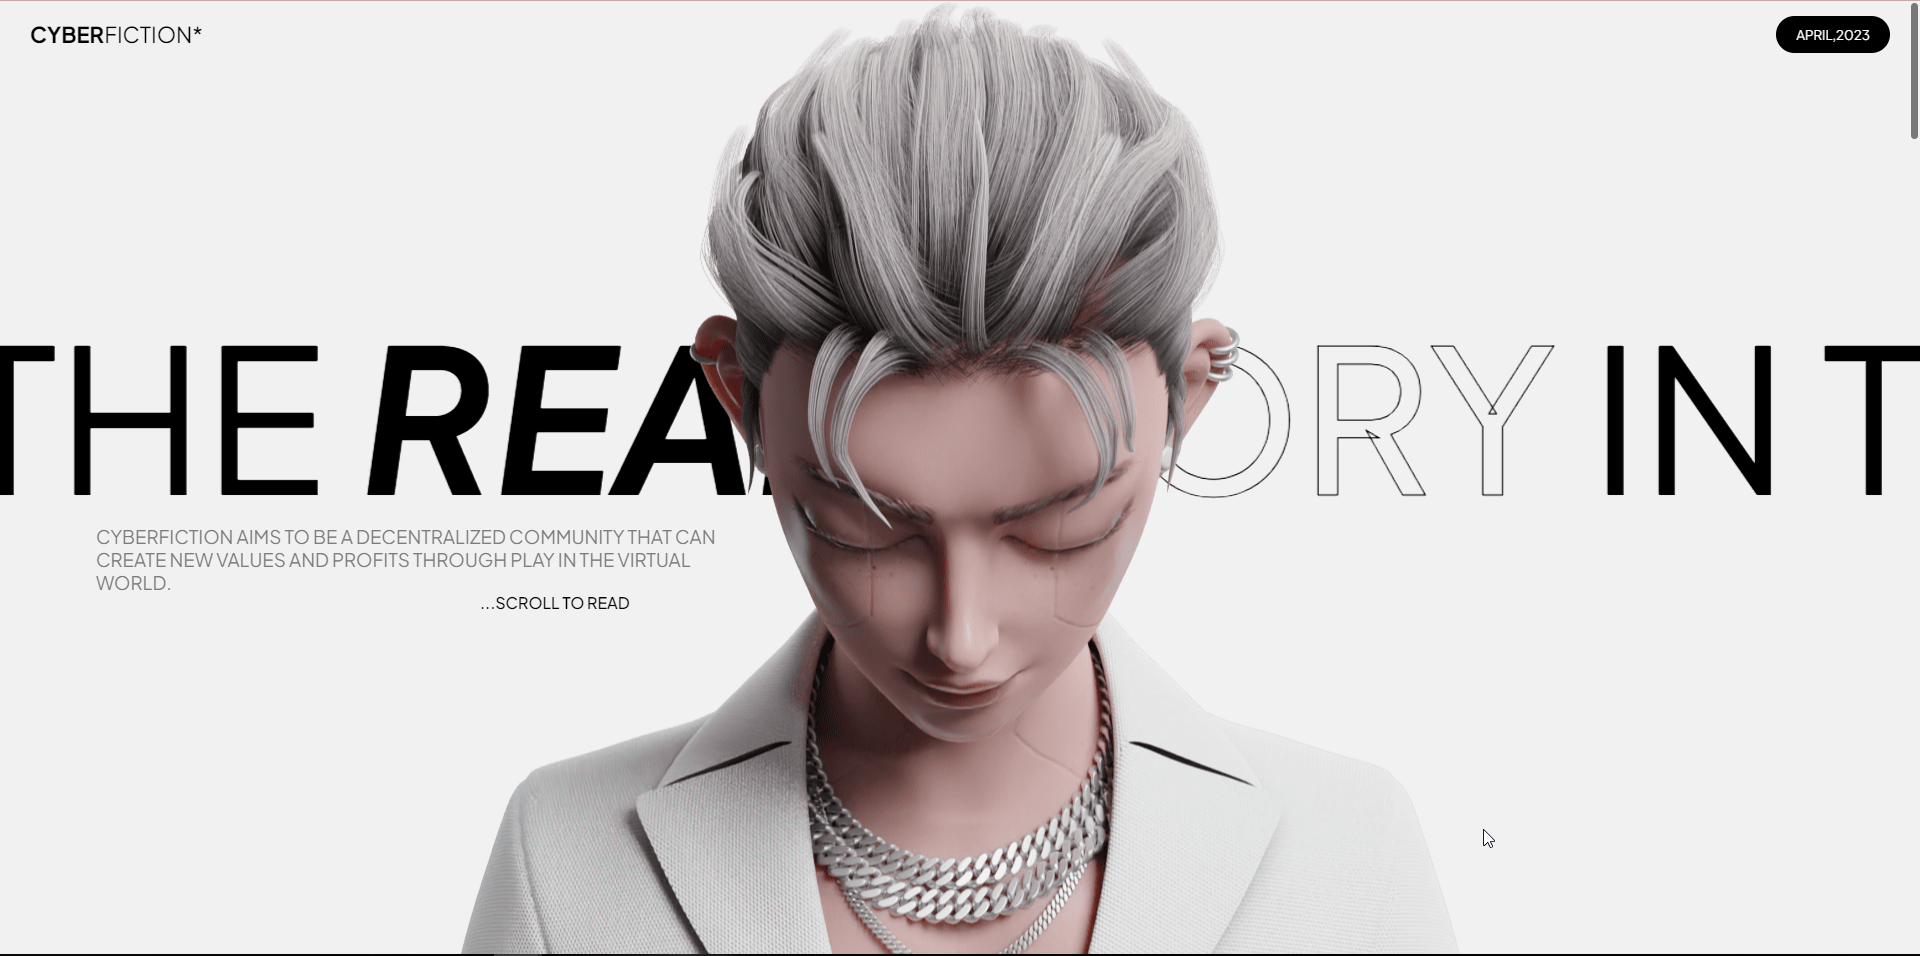 CYBERFICTION*
APRIL,2023
THE REA ORY IN T
CYBERFICTION AIMS TO BE A DECENTRALIZED COMMUNITY THAT CAN
CREATE NEW VALUES AND PROFITS THROUGH PLAY IN THE VIRTUAL
WORLD.
...SCROLL TO READ